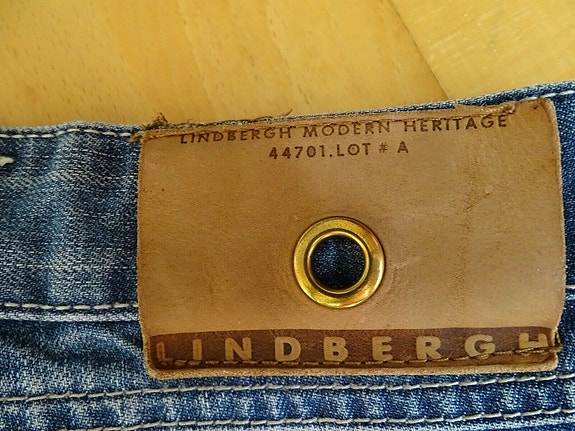 LINDBERGH MODERN HERITAGE
44701.LOT # A
LINDBERGH